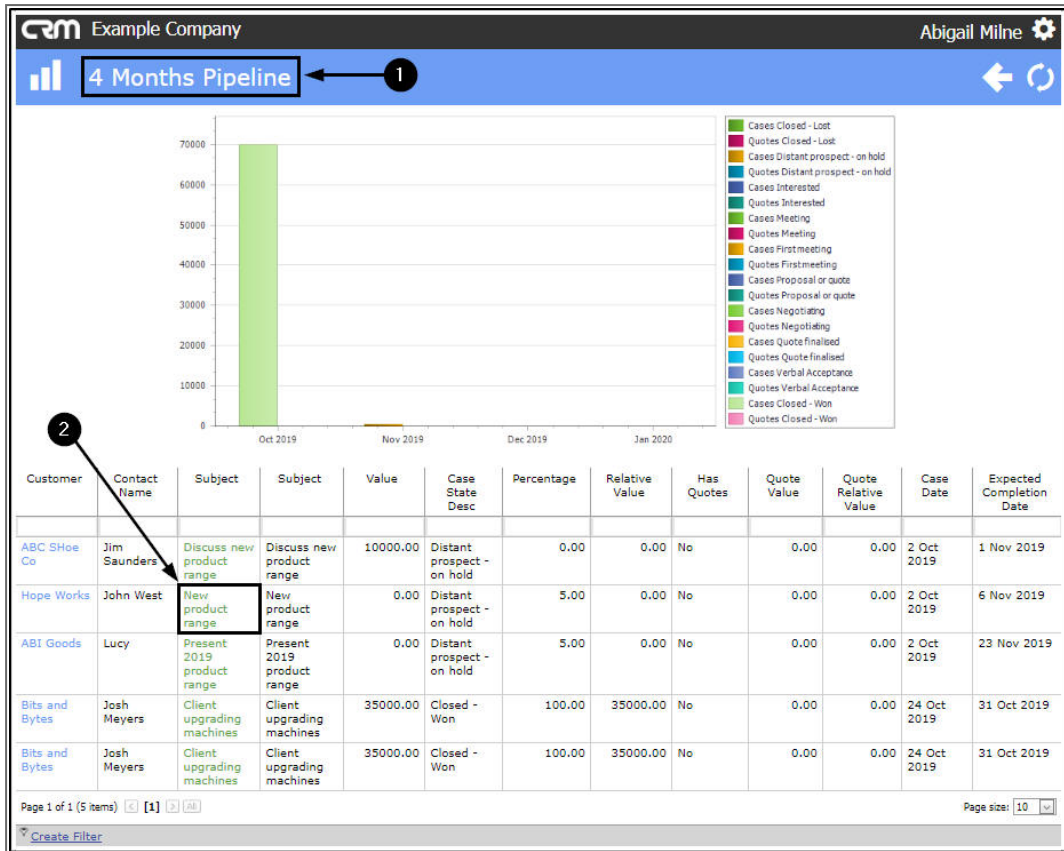 CRM Example Company Abigail Milne
4 Months Pipeline
1
70000
60000
50000
40000
30000
20000
10000
0
Oct 2019 Nov 2019 Dec 2019 Jan 2020
Cases Closed - Lost
Quotes Closed - Lost
Cases Distant prospect - on hold
Quotes Distant prospect - on hold
Cases Interested
Quotes Interested
Cases Meeting
Quotes Meeting
Cases First meeting
Quotes First meeting
Cases Proposal or quote
Quotes Proposal or quote
Cases Negotiating
Quotes Negotiating
Cases Quote finalised
Quotes Quote finalised
Cases Verbal Acceptance
Quotes Verbal Acceptance
Cases Closed - Won
Quotes Closed - Won
2
Customer Contact Subject Subject Value Case Percentage Relative Has Quote Quote Case Expected
Name State Value Quotes Value Relative Date Completion
Desc Value Date
ABC SHoe Jim Discuss new Discuss new 10000.00 Distant 0.00 0.00 No 0.00 0.00 2 Oct 1 Nov 2019
Co Saunders product product prospect - 2019
range range on hold
Hope Works John West New New 0.00 Distant 5.00 0.00 No 0.00 0.00 2 Oct 6 Nov 2019
product product prospect - 2019
range range on hold
ABI Goods Lucy Present Present 0.00 Distant 5.00 0.00 No 0.00 0.00 2 Oct 23 Nov 2019
2019 2019 prospect - 2019
product product on hold
range range
Bits and Josh Client Client 35000.00 Closed - 100.00 35000.00 No 0.00 0.00 24 Oct 31 Oct 2019
Bytes Meyers upgrading upgrading Won 2019
machines machines
Bits and Josh Client Client 35000.00 Closed - 100.00 35000.00 No 0.00 0.00 24 Oct 31 Oct 2019
Bytes Meyers upgrading upgrading Won 2019
machines machines
Page 1 of 1 (5 items) < [1] > All Page size: 10
Create Filter